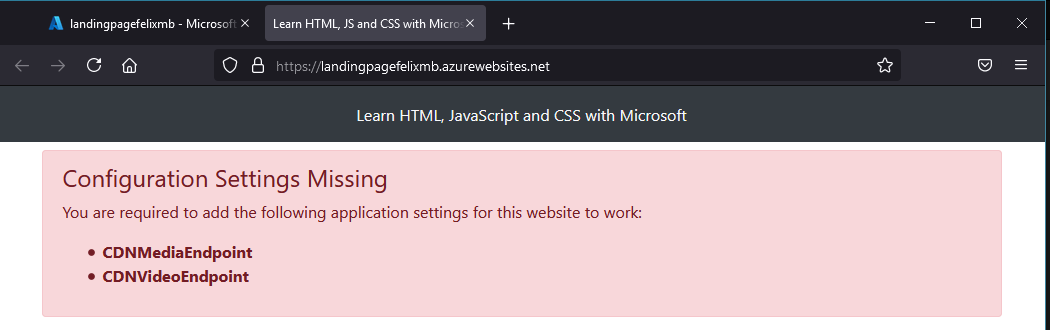 landingpagefelixmb - Microsoft
Learn HTML, JS and CSS with Micros
https://landingpagefelixmb.azurewebsites.net
Learn HTML, JavaScript and CSS with Microsoft
Configuration Settings Missing
You are required to add the following application settings for this website to work:
CDNMediaEndpoint
CDNVideoEndpoint